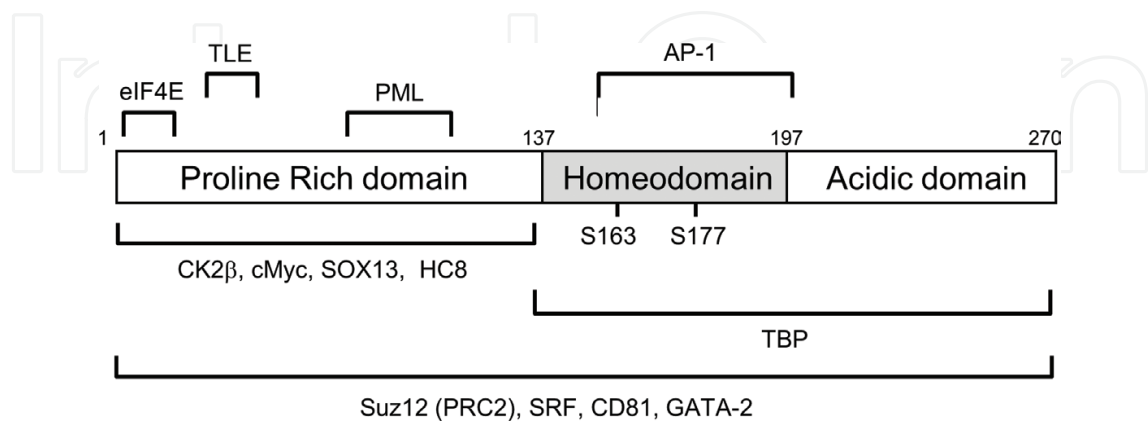 TLE
AP-1
eIF4E
PML
1
137
197
270
Proline Rich domain
Homeodomain
Acidic domain
S163
S177
CK2β, cMyc, SOX13, HC8
TBP
Suz12 (PRC2), SRF, CD81, GATA-2